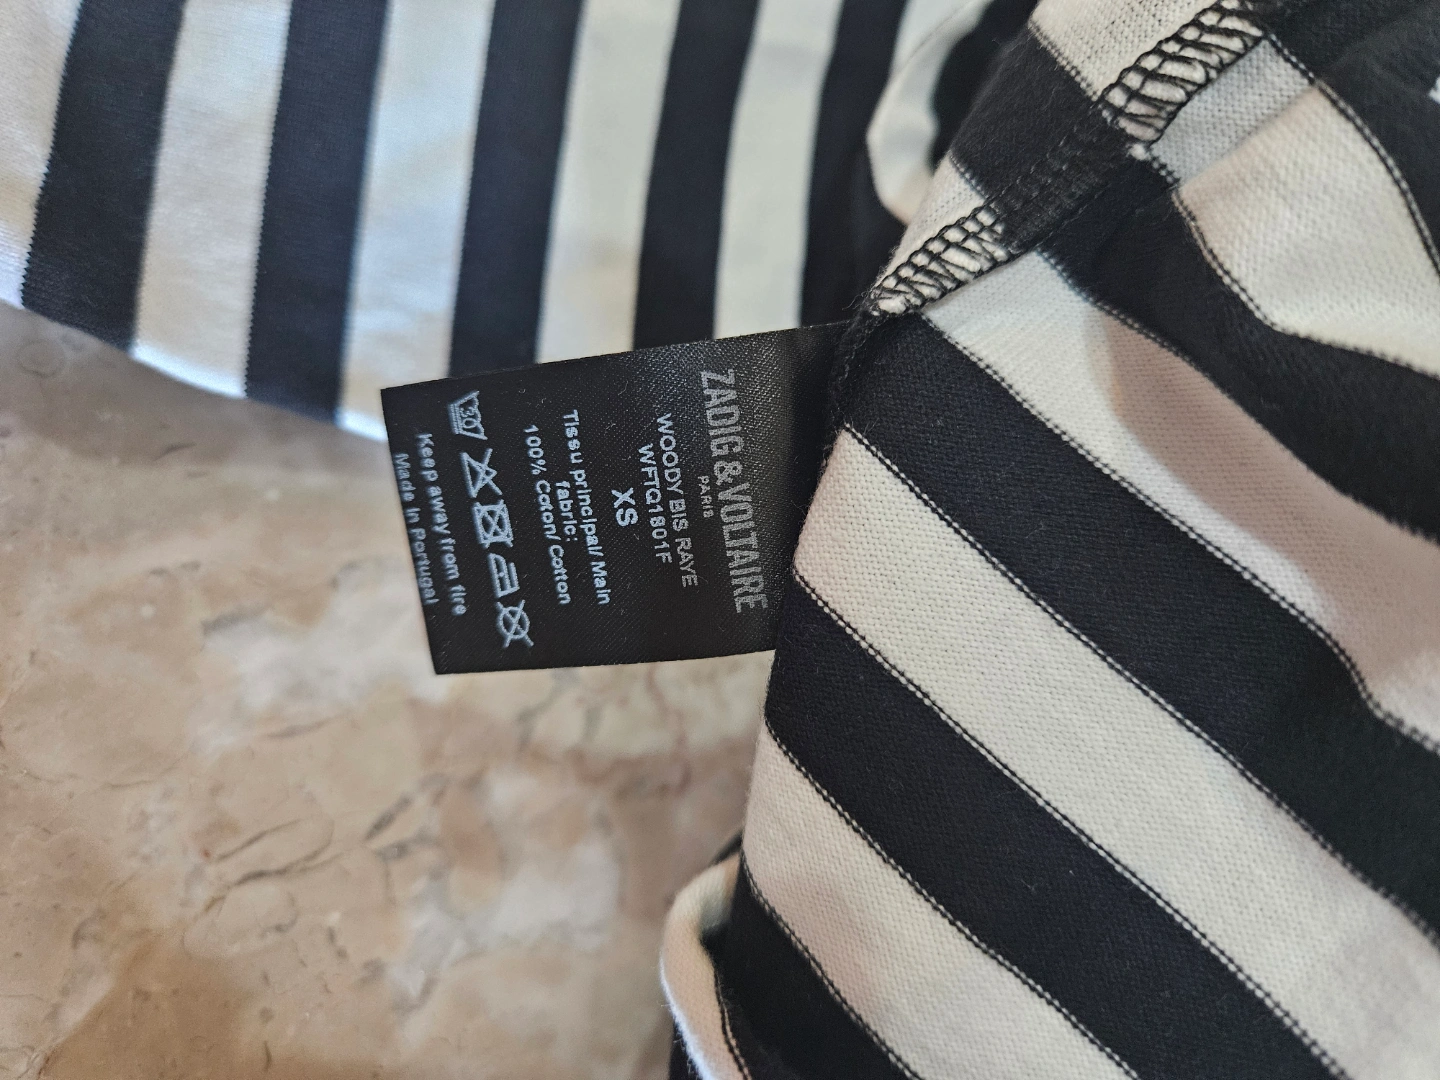 ZADIG & VOLTAIRE
PARIS
WOODY BIS RAYE
WFTQ1801F
XS
Tissu principal/ Main
fabric:
100% Coton/ Cotton
30
Keep away from fire
Made in Portugal